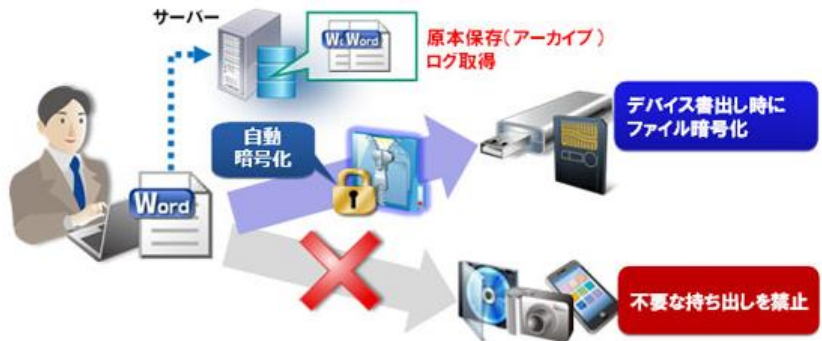 サーバー
Word
原本保存(アーカイブ)
ログ取得
自動
暗号化
デバイス書出し時に
ファイル暗号化
Word
不要な持ち出しを禁止